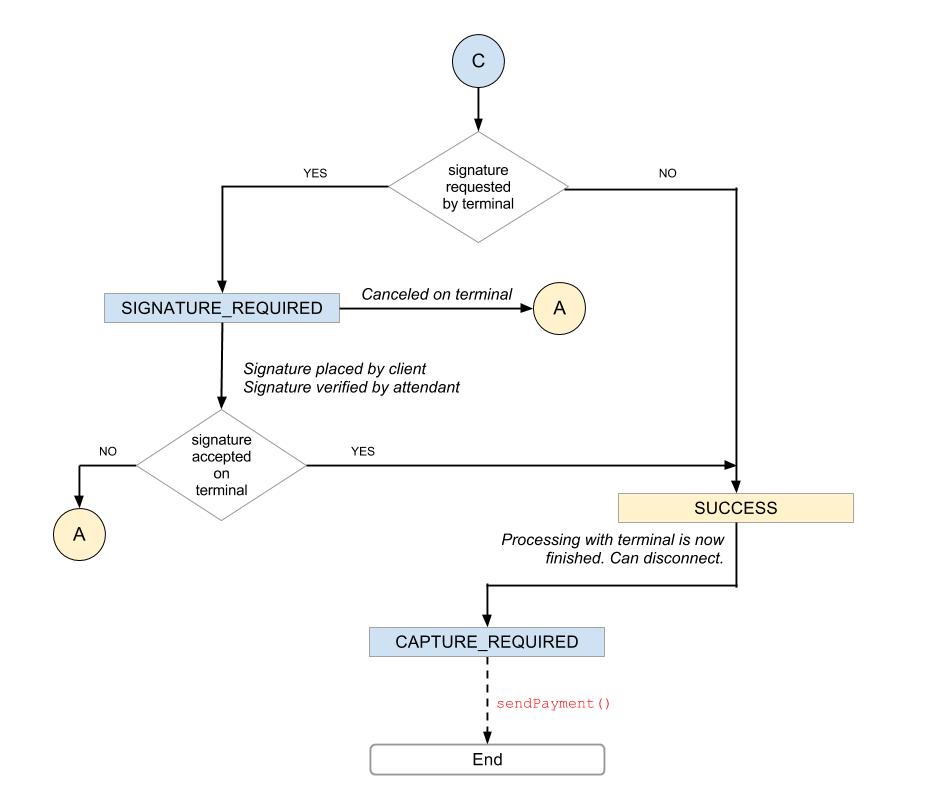 C
signature
requested
by terminal
YES
NO
SIGNATURE_REQUIRED
Canceled on terminal
A
Signature placed by client
Signature verified by attendant
signature
accepted
on
terminal
NO
YES
A
SUCCESS
Processing with terminal is now
finished. Can disconnect.
CAPTURE_REQUIRED
sendPayment()
End